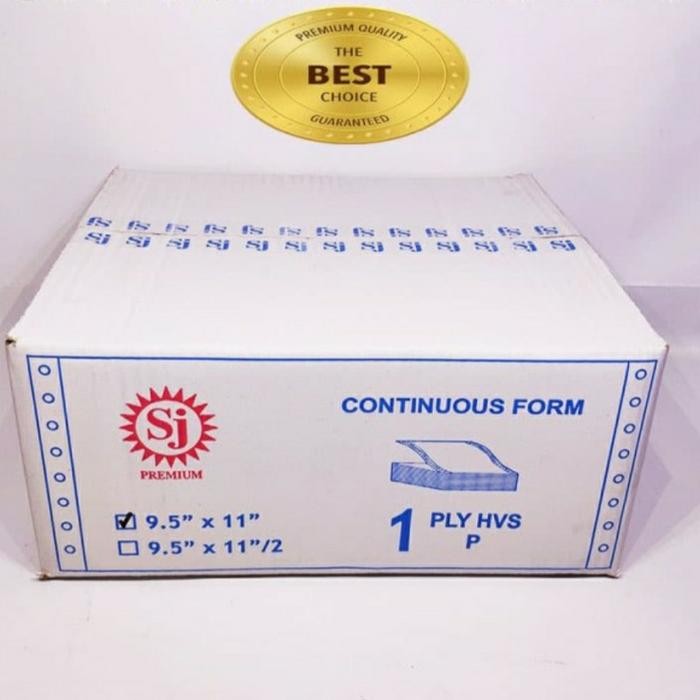 PREMIUM QUALITY
THE
BEST
CHOICE
GUARANTEED
Sj
PREMIUM
CONTINUOUS FORM
9.5” x 11”
9.5” x 11”/2
1 PLY HVS
P